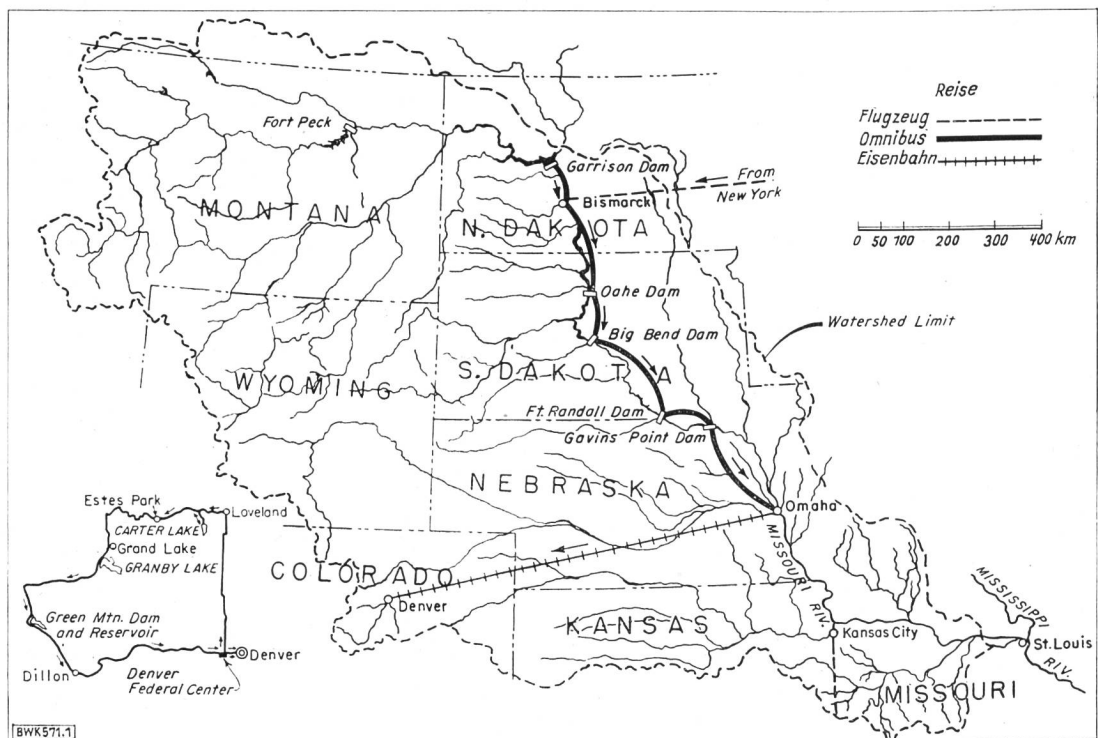 Reise
Flugzeug
Omnibus
Eisenbahn
0 50 100 200 300 400 km
Fort Peck
Garrison Dam
From
New York
Bismarck
MONTANA
N. DAKOTA
Oahe Dam
Watershed Limit
Big Bend Dam
WYOMING
S. DAKOTA
Ft. Randall Dam
Gavins Point Dam
NEBRASKA
Omaha
MISSOURI RIV.
COLORADO
Denver
KANSAS
Kansas City
MISSISSIPPI
RIV.
St. Louis
MISSOURI
Estes Park
Loveland
CARTER LAKE
Grand Lake
GRANBY LAKE
Green Mtn. Dam
and Reservoir
Denver
Dillon
Denver
Federal Center
BWK571.1